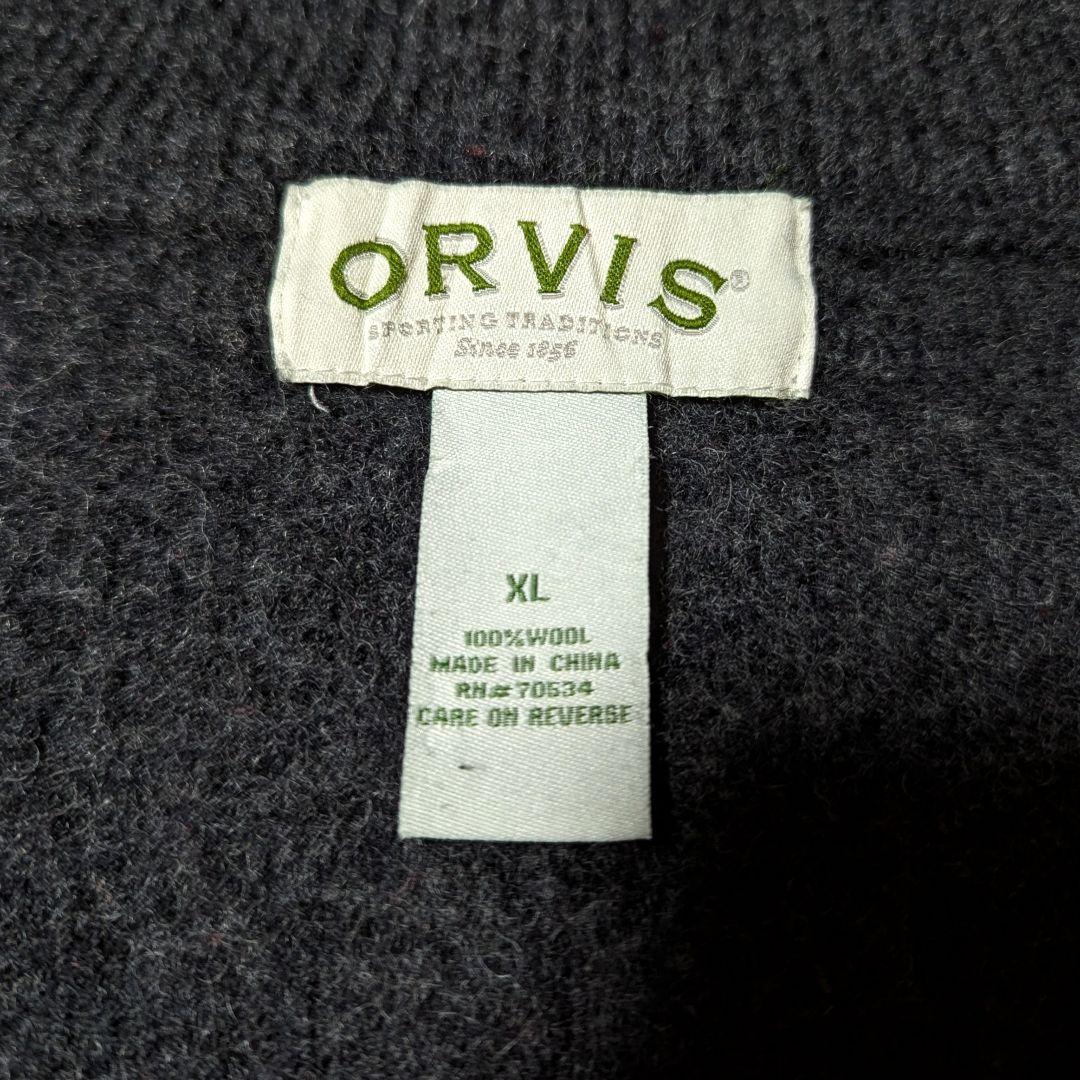 ORVIS®
SPORTING TRADITIONS
Since 1856
XL
100%WOOL
MADE IN CHINA
RN#70534
CARE ON REVERSE